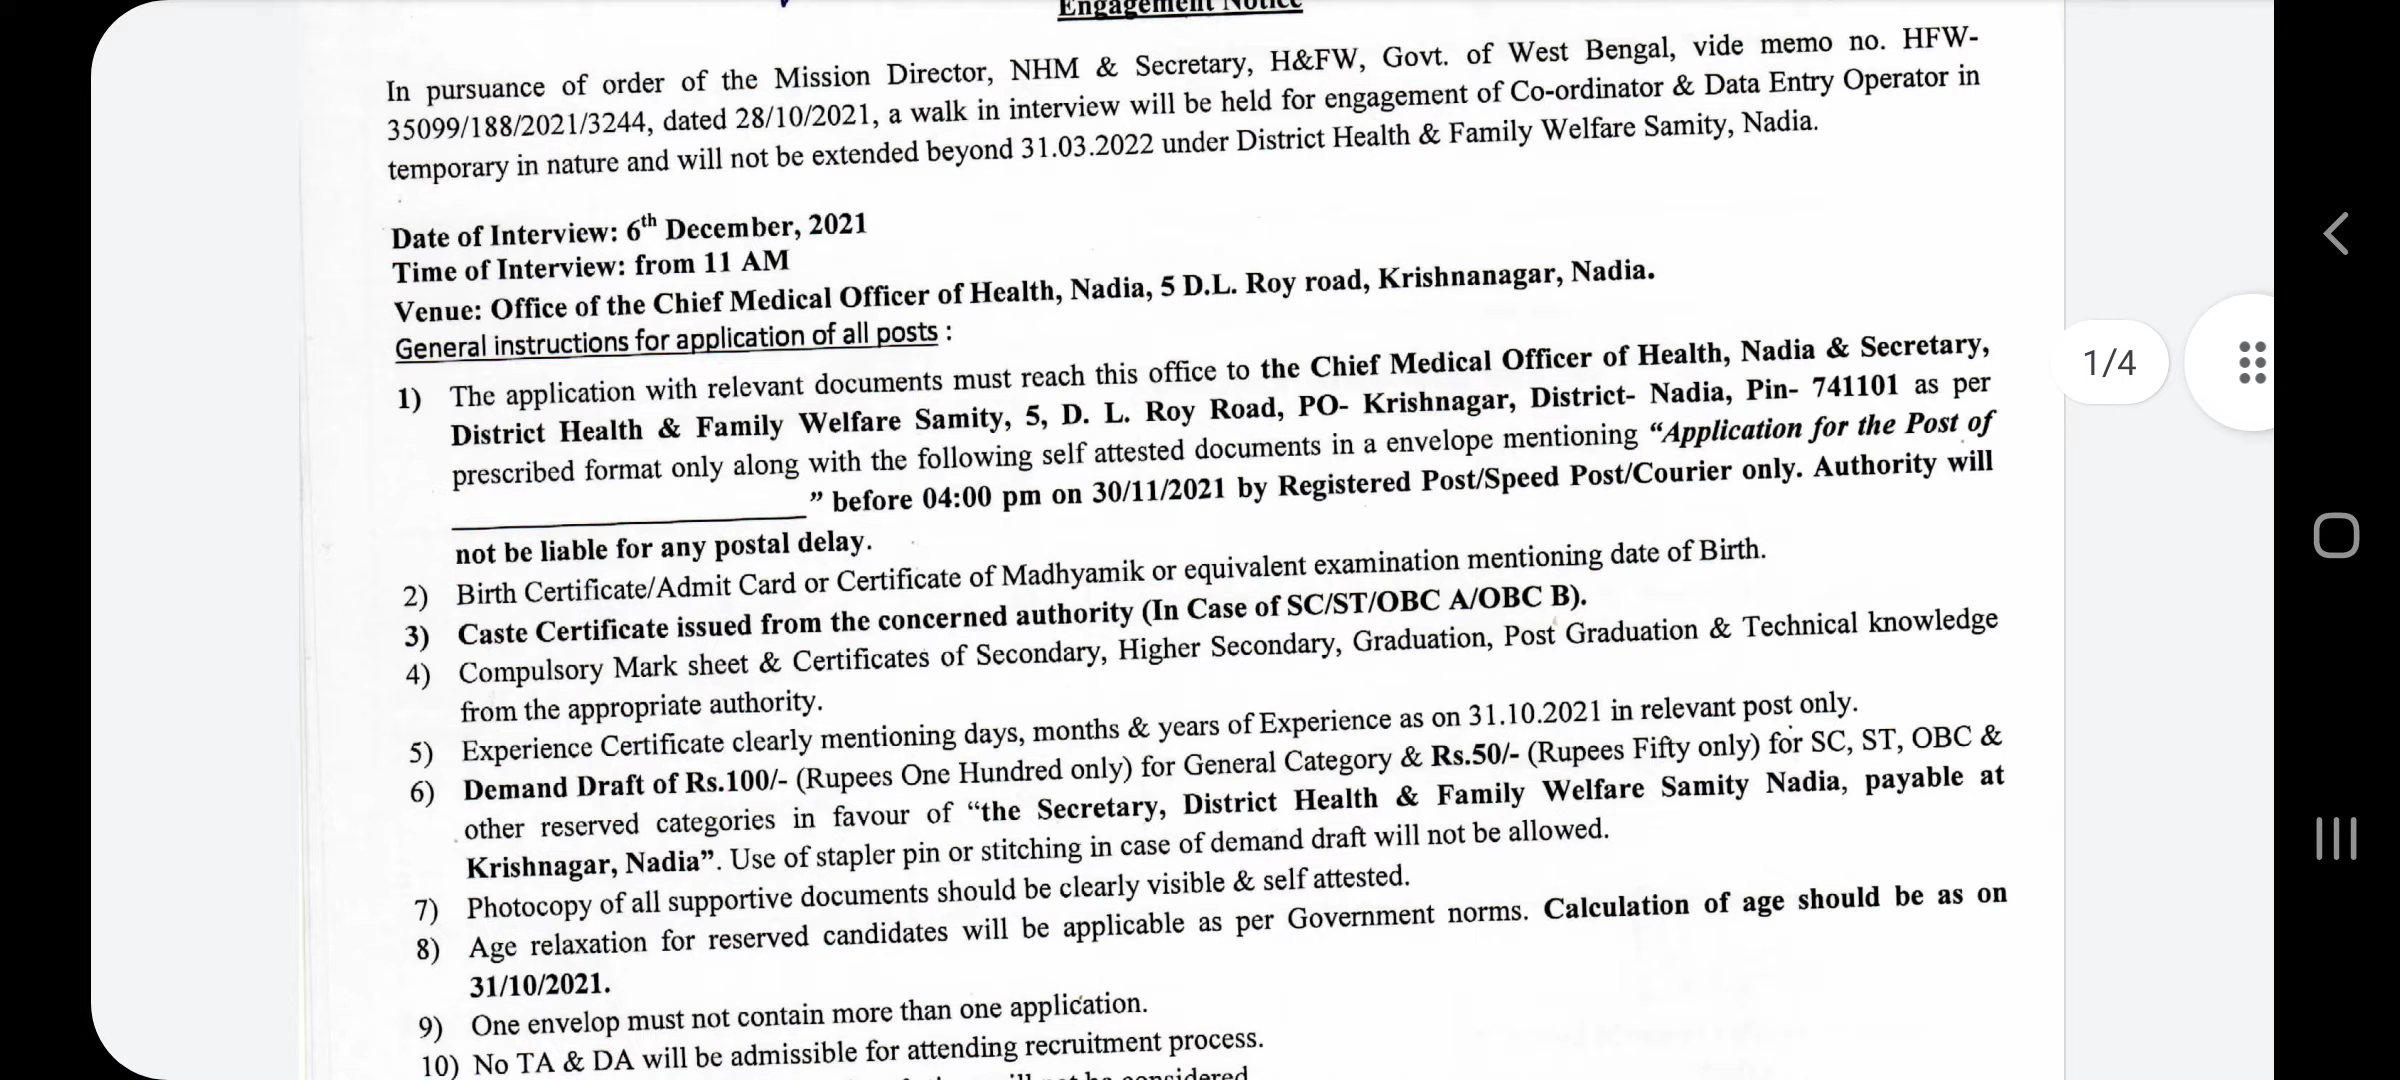 Engagement Notice
In pursuance of order of the Mission Director, NHM & Secretary, H&FW, Govt. of West Bengal, vide memo no. HFW-
35099/188/2021/3244, dated 28/10/2021, a walk in interview will be held for engagement of Co-ordinator & Data Entry Operator in
temporary in nature and will not be extended beyond 31.03.2022 under District Health & Family Welfare Samity, Nadia.
Date of Interview: 6th December, 2021
Time of Interview: from 11 AM
Venue: Office of the Chief Medical Officer of Health, Nadia, 5 D.L. Roy road, Krishnanagar, Nadia.
General instructions for application of all posts :
1) The application with relevant documents must reach this office to the Chief Medical Officer of Health, Nadia & Secretary,
District Health & Family Welfare Samity, 5, D. L. Roy Road, PO- Krishnagar, District- Nadia, Pin- 741101 as per
prescribed format only along with the following self attested documents in a envelope mentioning “Application for the Post of
____________________” before 04:00 pm on 30/11/2021 by Registered Post/Speed Post/Courier only. Authority will
not be liable for any postal delay.
2) Birth Certificate/Admit Card or Certificate of Madhyamik or equivalent examination mentioning date of Birth.
3) Caste Certificate issued from the concerned authority (In Case of SC/ST/OBC A/OBC B).
4) Compulsory Mark sheet & Certificates of Secondary, Higher Secondary, Graduation, Post Graduation & Technical knowledge
from the appropriate authority.
5) Experience Certificate clearly mentioning days, months & years of Experience as on 31.10.2021 in relevant post only.
6) Demand Draft of Rs.100/- (Rupees One Hundred only) for General Category & Rs.50/- (Rupees Fifty only) for SC, ST, OBC &
other reserved categories in favour of “the Secretary, District Health & Family Welfare Samity Nadia, payable at
Krishnagar, Nadia”. Use of stapler pin or stitching in case of demand draft will not be allowed.
7) Photocopy of all supportive documents should be clearly visible & self attested.
8) Age relaxation for reserved candidates will be applicable as per Government norms. Calculation of age should be as on
31/10/2021.
9) One envelop must not contain more than one application.
10) No TA & DA will be admissible for attending recruitment process.
be considered
1/4